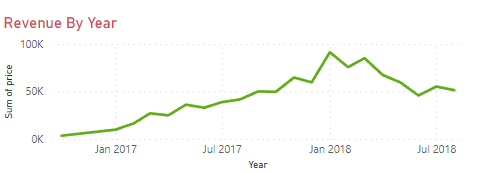 Revenue By Year
100K
50K
0K
Sum of price
Jan 2017 Jul 2017 Jan 2018 Jul 2018
Year